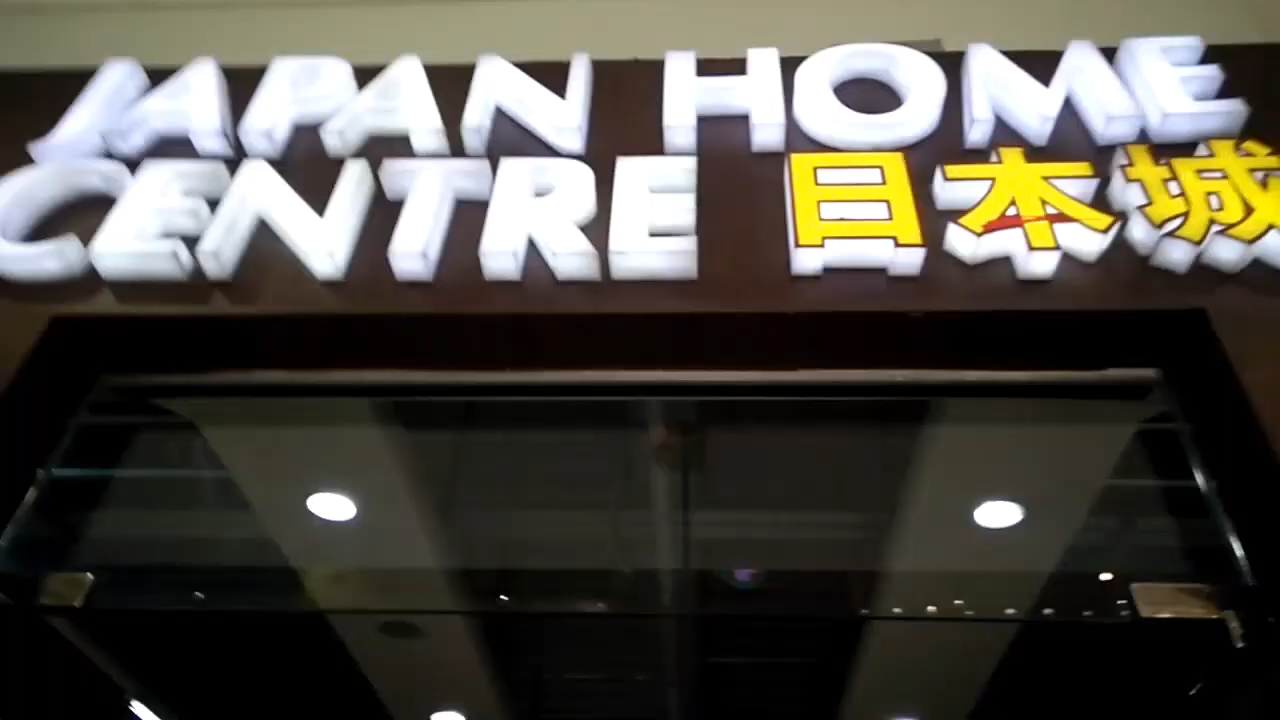 JAPAN HOME
CENTRE 日本城